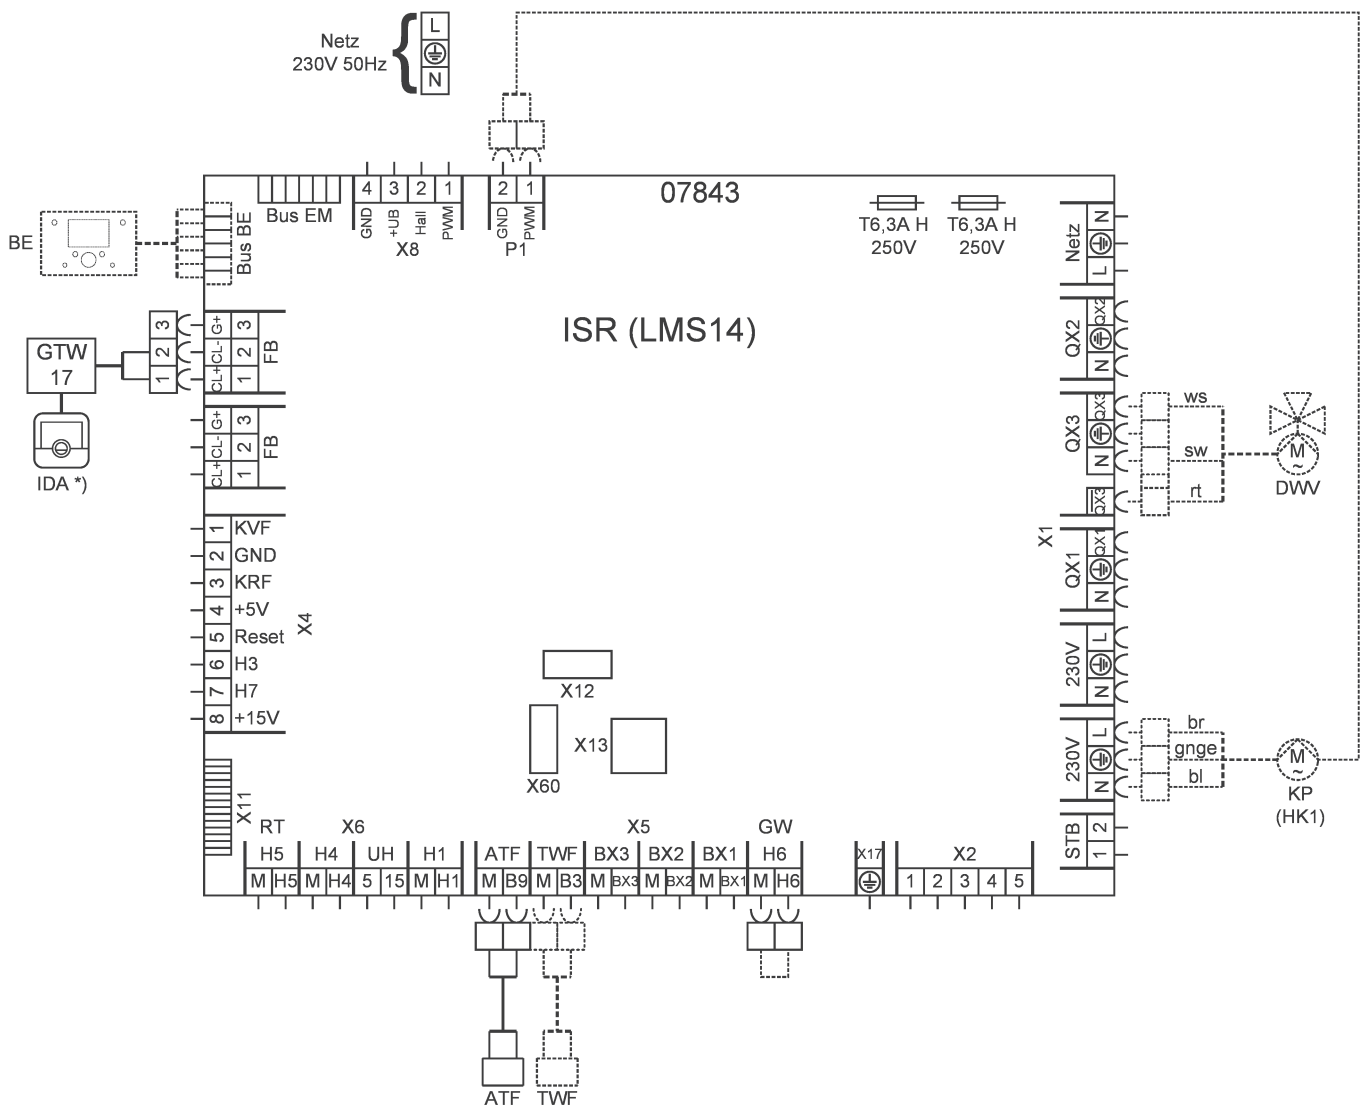 Netz
230V 50Hz
L
N
07843
T6,3A H
250V
T6,3A H
250V
ISR (LMS14)
Bus EM
4 3 2 1
GND +UB Hall PWM
X8
2 1
GND PWM
P1
BE
Bus BE
GTW
17
IDA *)
3 2 1
G+ CL- CL+
3 2 1
FB
G+ CL- CL+
3 2 1
FB
1 KVF
2 GND
3 KRF
4 +5V
5 Reset
6 H3
7 H7
8 +15V
X4
X11
X12
X13
X60
Netz
N
L
QX2
QX2
N
QX3
QX3
N
QX3
X1
QX1
QX1
N
230V
L
N
230V
L
N
STB
2
1
ws
sw
rt
M
~
DWV
br
gnge
bl
M
~
KP
(HK1)
RT X6 X5 GW
H5 H4 UH H1 ATF TWF BX3 BX2 BX1 H6 X17 X2
M H5 M H4 5 15 M H1 M B9 M B3 M BX3 M BX2 M BX1 M H6 1 2 3 4 5
ATF TWF